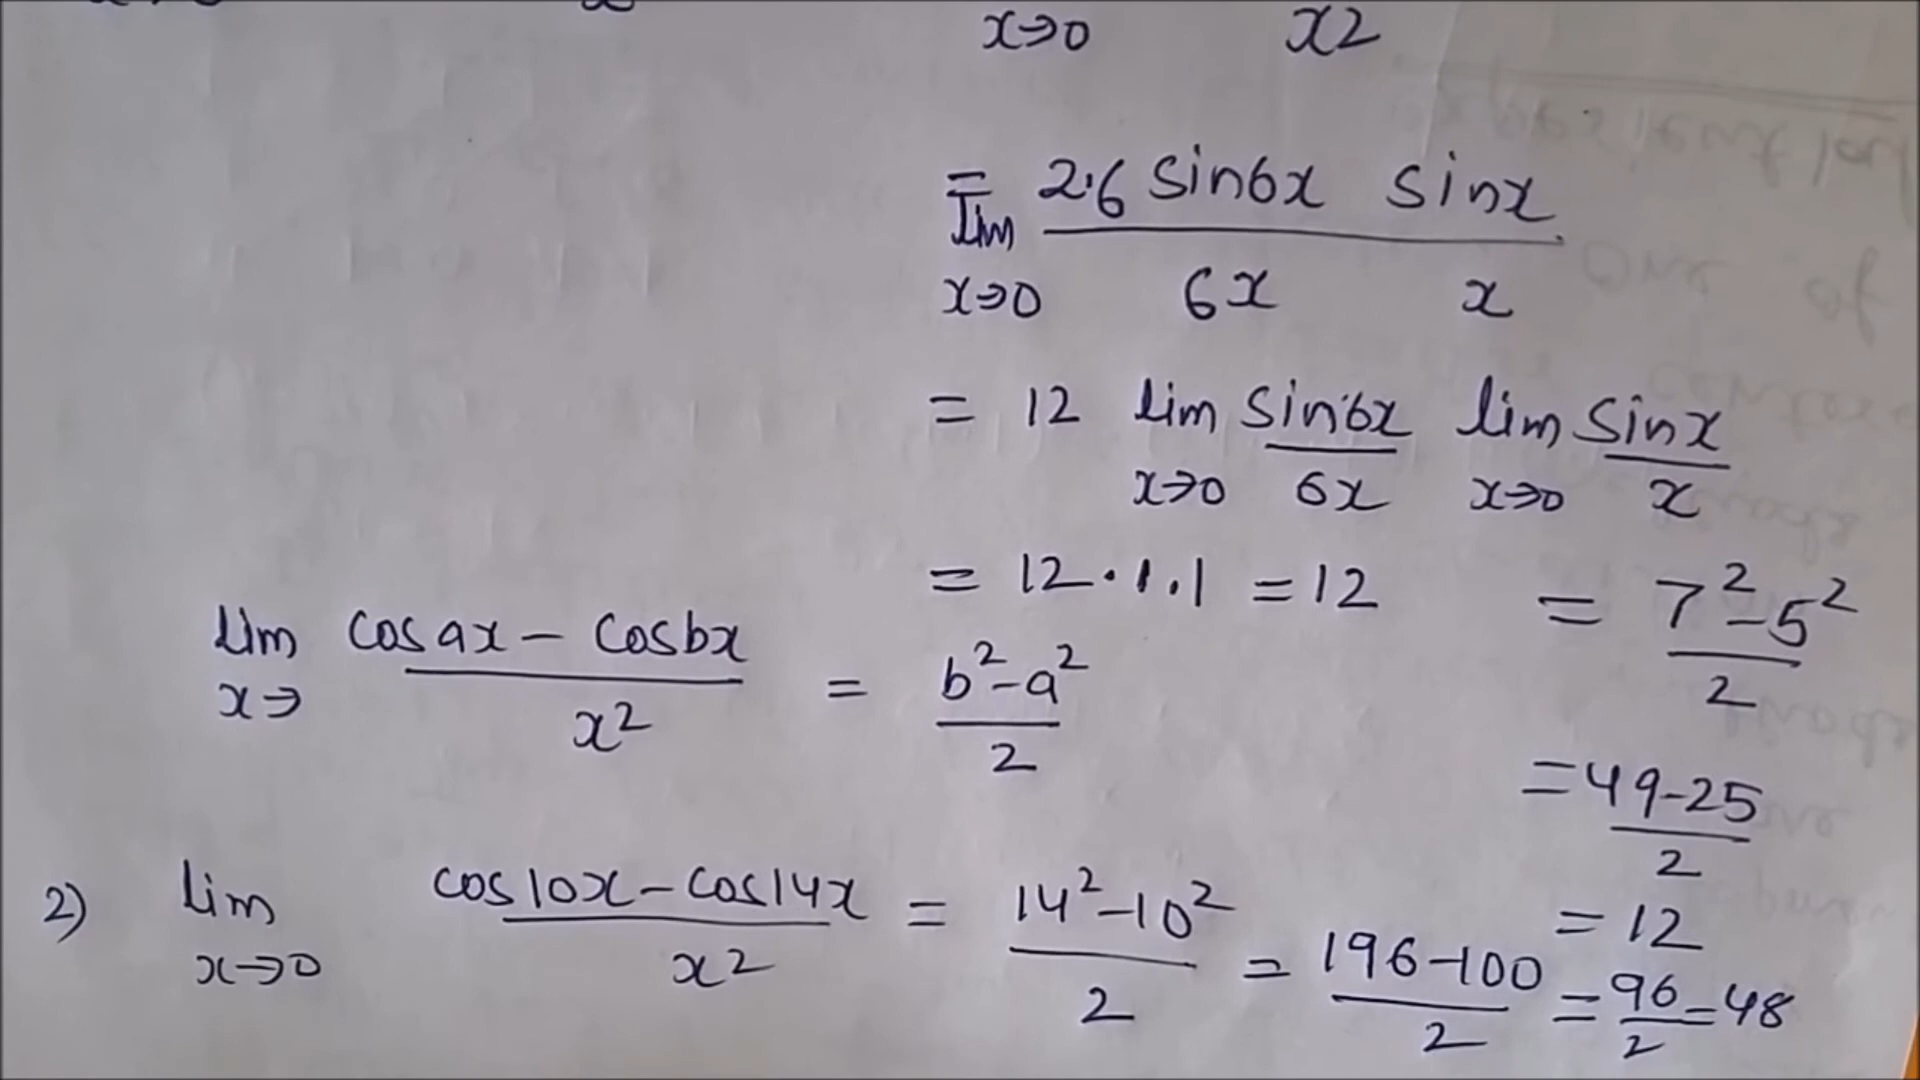 x→0 x2
= lim 2·6 sin6x sinx
x→0 6x x
= 12 lim sin6x lim sinx
x→0 6x x→0 x
= 12·1·1 = 12 = 7²-5²
2
lim cosax - cosbx = b²-a²
x→ x2 2
= 49-25
2
= 12
2) lim cos10x - cos14x = 14²-10² = 196-100 = 96 = 48
x→0 x2 2 2 2